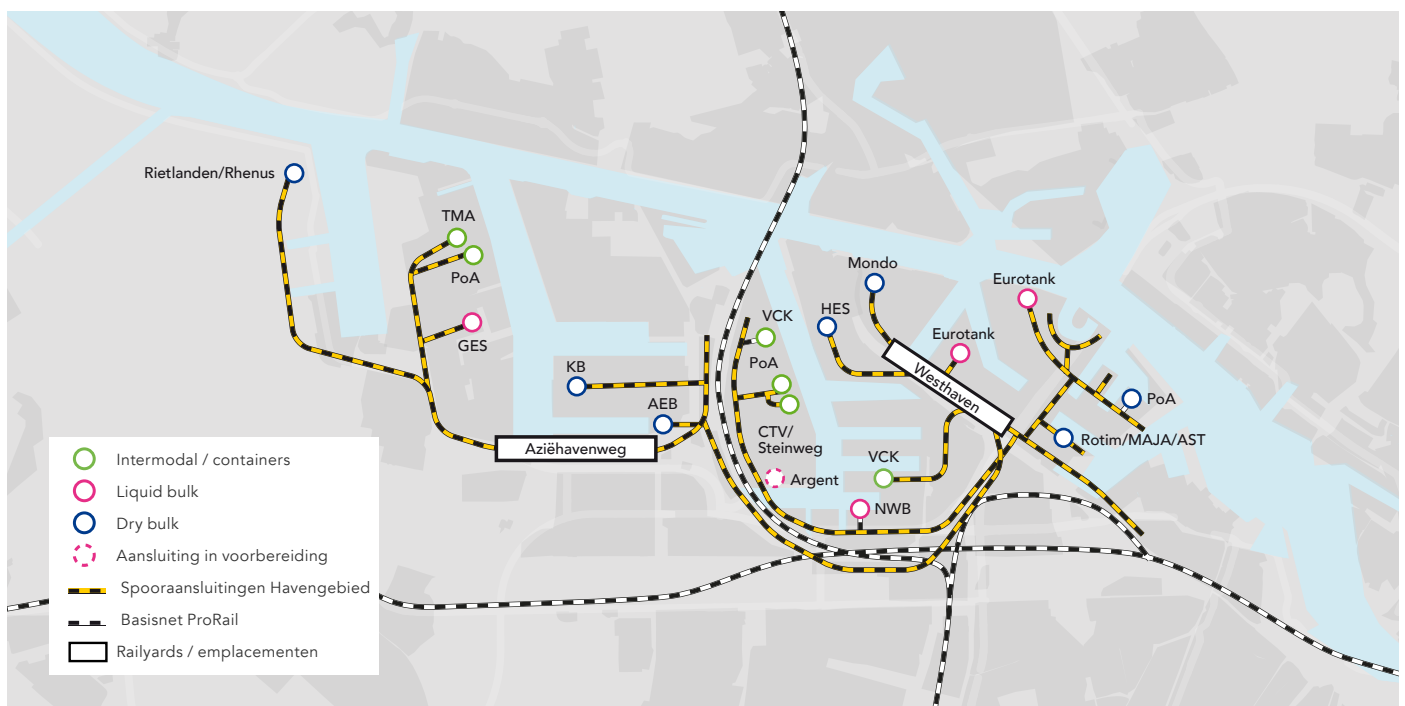 Rietlanden/Rhenus
TMA
PoA
GES
KB
AEB
Aziëhavenweg
VCK
PoA
CTV/
Steinweg
Argent
VCK
NWB
HES
Mondo
Westhaven
Eurotank
Eurotank
PoA
Rotim/MAJA/AST
Intermodal / containers
Liquid bulk
Dry bulk
Aansluiting in voorbereiding
Spooraansluitingen Havengebied
Basisnet ProRail
Railyards / emplacementen